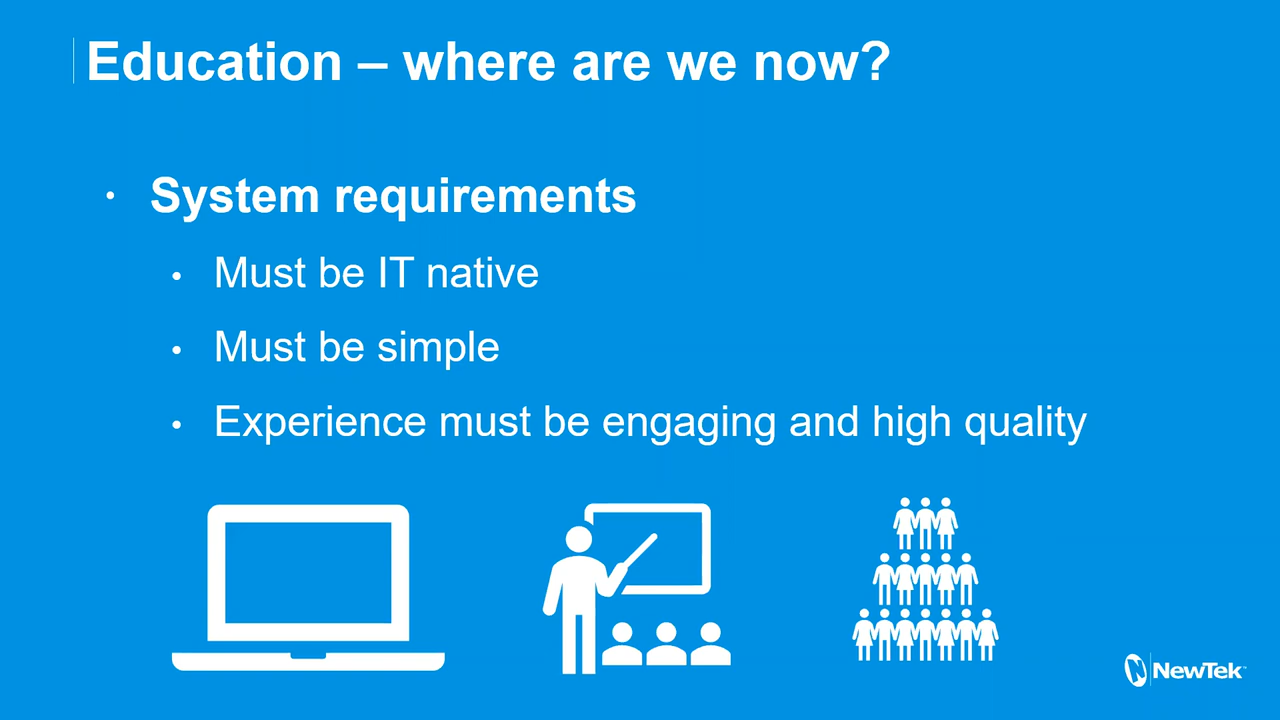 Education – where are we now?
• System requirements
• Must be IT native
• Must be simple
• Experience must be engaging and high quality
NewTek™